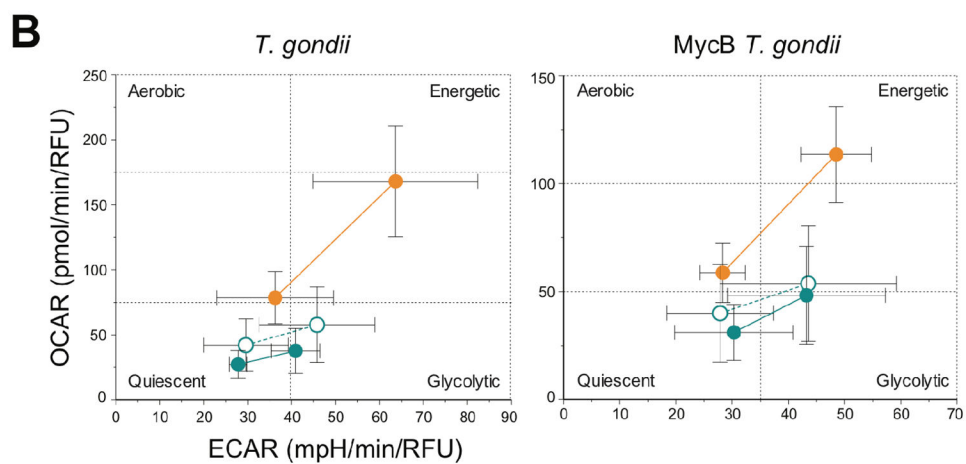 B
T. gondii
MycB T. gondii
OCAR (pmol/min/RFU)
250
200
150
100
50
0
Aerobic
Energetic
Quiescent
Glycolytic
0 10 20 30 40 50 60 70 80 90
150
100
50
0
Aerobic
Energetic
Quiescent
Glycolytic
0 10 20 30 40 50 60 70
ECAR (mpH/min/RFU)